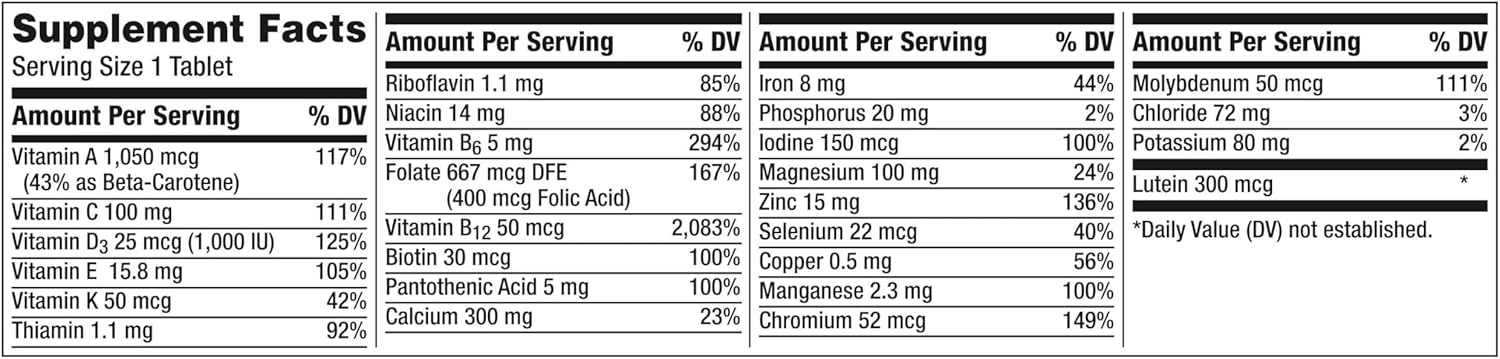 Supplement Facts
Serving Size 1 Tablet
Amount Per Serving % DV
Vitamin A 1,050 mcg 117%
(43% as Beta-Carotene)
Vitamin C 100 mg 111%
Vitamin D3 25 mcg (1,000 IU) 125%
Vitamin E 15.8 mg 105%
Vitamin K 50 mcg 42%
Thiamin 1.1 mg 92%
Amount Per Serving % DV
Riboflavin 1.1 mg 85%
Niacin 14 mg 88%
Vitamin B6 5 mg 294%
Folate 667 mcg DFE 167%
(400 mcg Folic Acid)
Vitamin B12 50 mcg 2,083%
Biotin 30 mcg 100%
Pantothenic Acid 5 mg 100%
Calcium 300 mg 23%
Amount Per Serving % DV
Iron 8 mg 44%
Phosphorus 20 mg 2%
Iodine 150 mcg 100%
Magnesium 100 mg 24%
Zinc 15 mg 136%
Selenium 22 mcg 40%
Copper 0.5 mg 56%
Manganese 2.3 mg 100%
Chromium 52 mcg 149%
Amount Per Serving % DV
Molybdenum 50 mcg 111%
Chloride 72 mg 3%
Potassium 80 mg 2%
Lutein 300 mcg *
*Daily Value (DV) not established.